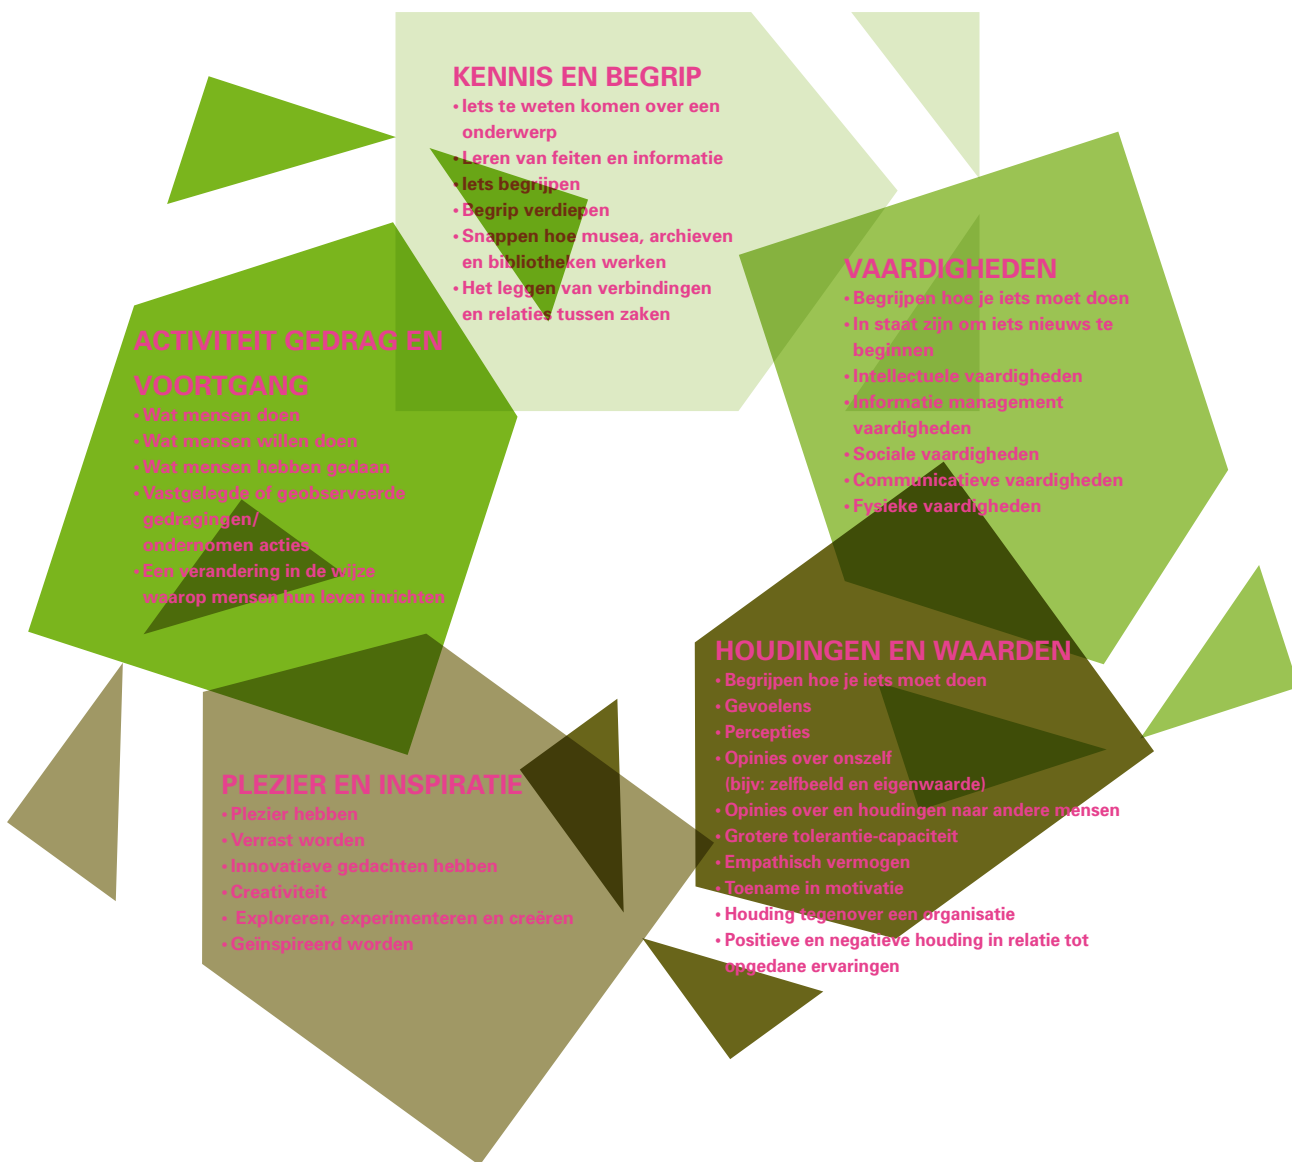 KENNIS EN BEGRIP
• Iets te weten komen over een
onderwerp
• Leren van feiten en informatie
• Iets begrijpen
• Begrip verdiepen
• Snappen hoe musea, archieven
en bibliotheken werken
• Het leggen van verbindingen
en relaties tussen zaken
VAARDIGHEDEN
• Begrijpen hoe je iets moet doen
• In staat zijn om iets nieuws te
beginnen
• Intellectuele vaardigheden
• Informatie management
vaardigheden
• Sociale vaardigheden
• Communicatieve vaardigheden
• Fysieke vaardigheden
ACTIVITEIT GEDRAG EN
VOORTGANG
• Wat mensen doen
• Wat mensen willen doen
• Wat mensen hebben gedaan
• Vastgelegde of geobserveerde
gedragingen/
ondernomen acties
• Een verandering in de wijze
waarop mensen hun leven inrichten
HOUDINGEN EN WAARDEN
• Begrijpen hoe je iets moet doen
• Gevoelens
• Percepties
• Opinies over onszelf
(bijv: zelfbeeld en eigenwaarde)
• Opinies over en houdingen naar andere mensen
• Grotere tolerantie-capaciteit
• Empathisch vermogen
• Toename in motivatie
• Houding tegenover een organisatie
• Positieve en negatieve houding in relatie tot
opgedane ervaringen
PLEZIER EN INSPIRATIE
• Plezier hebben
• Verrast worden
• Innovatieve gedachten hebben
• Creativiteit
• Exploreren, experimenteren en creëren
• Geïnspireerd worden